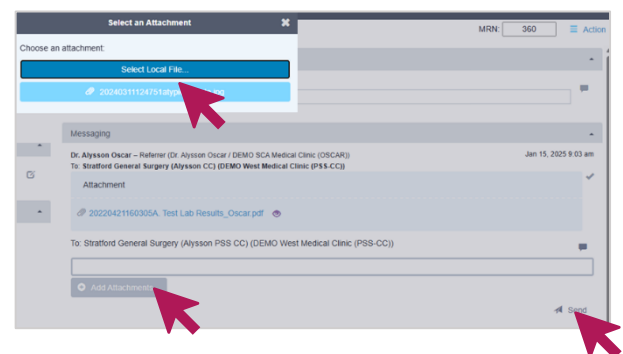 Select an Attachment
MRN: 360 Action
Choose an attachment:
Select Local File...
Messaging
Dr. Alysson Oscar – Referrer (Dr. Alysson Oscar / DEMO SCA Medical Clinic (OSCAR))
Jan 15, 2025 9:03 am
To: Stratford General Surgery (Alysson CC) (DEMO West Medical Clinic (PSS-CC))
Attachment
20220421160305A. Test Lab Results_Oscar.pdf
To: Stratford General Surgery (Alysson PSS CC) (DEMO West Medical Clinic (PSS-CC))
Add Attachments
Send